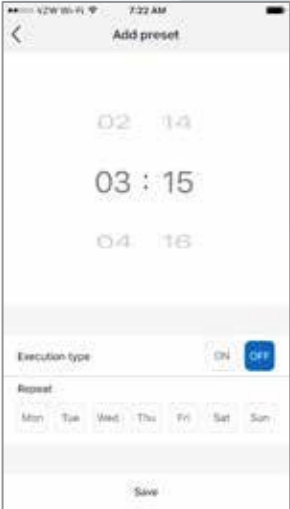 VZW Wi-Fi 7:22 AM
Add preset
02 14
03 : 15
04 16
Execution type ON OFF
Repeat
Mon Tue Wed Thu Fri Sat Sun
Save